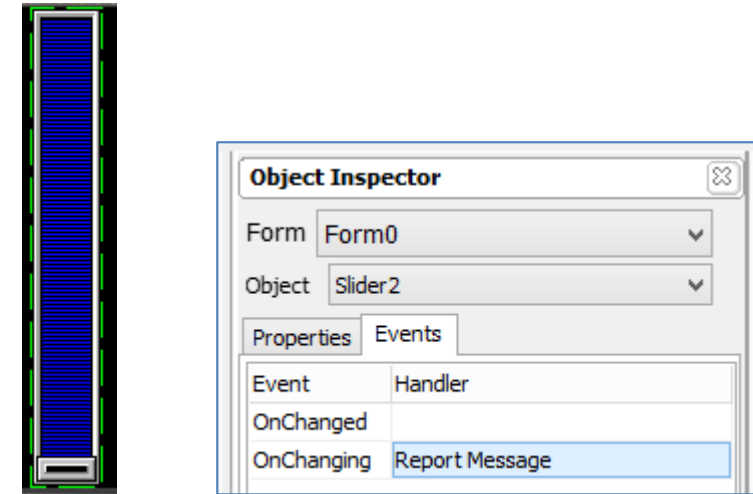 Object Inspector
Form Form0
Object Slider2
Properties Events
Event Handler
OnChanged
OnChanging Report Message